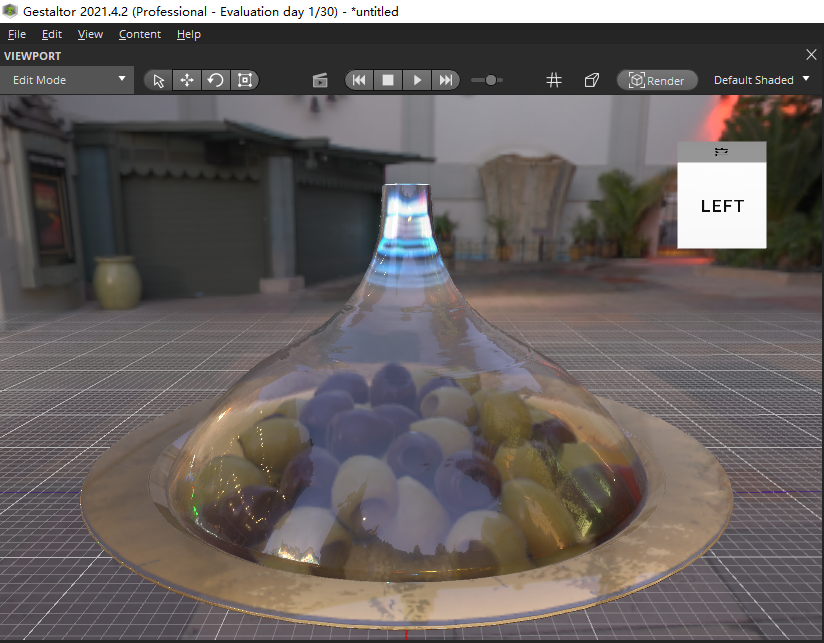 Gestaltor 2021.4.2 (Professional - Evaluation day 1/30) - *untitled
File Edit View Content Help
VIEWPORT
Edit Mode Render Default Shaded
LEFT